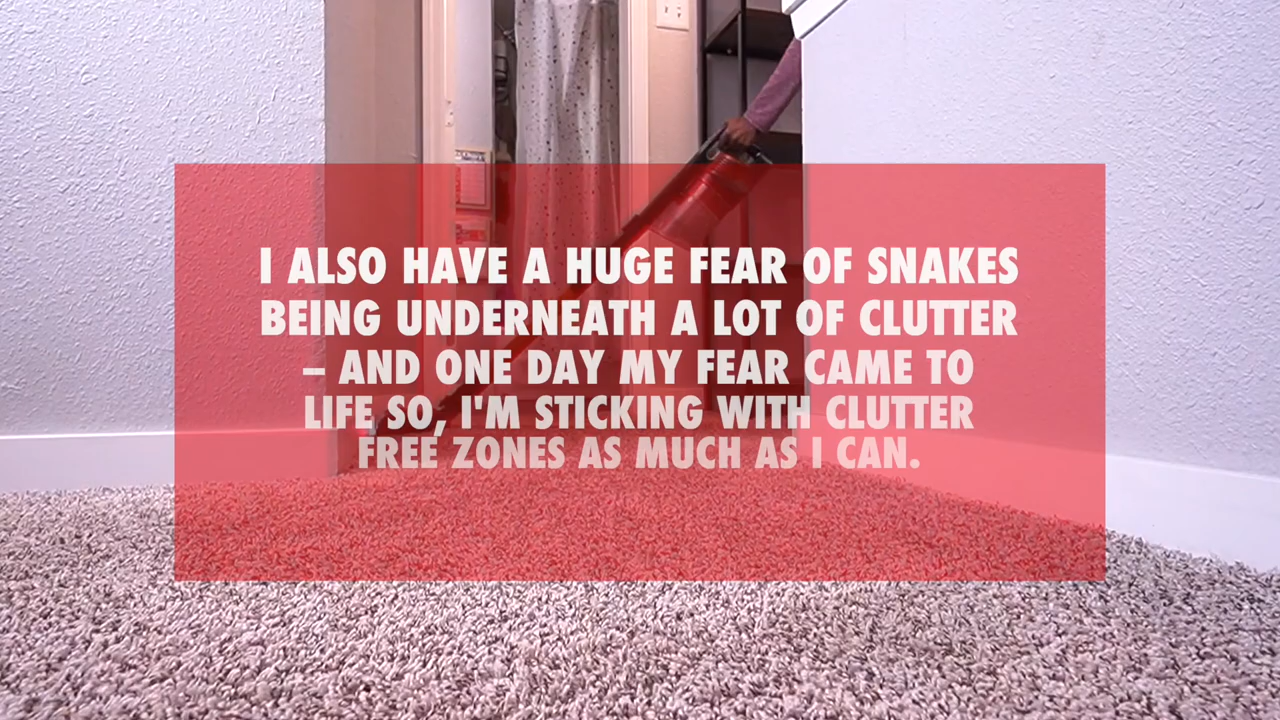 I ALSO HAVE A HUGE FEAR OF SNAKES
BEING UNDERNEATH A LOT OF CLUTTER
– AND ONE DAY MY FEAR CAME TO
LIFE SO, I'M STICKING WITH CLUTTER
FREE ZONES AS MUCH AS I CAN.